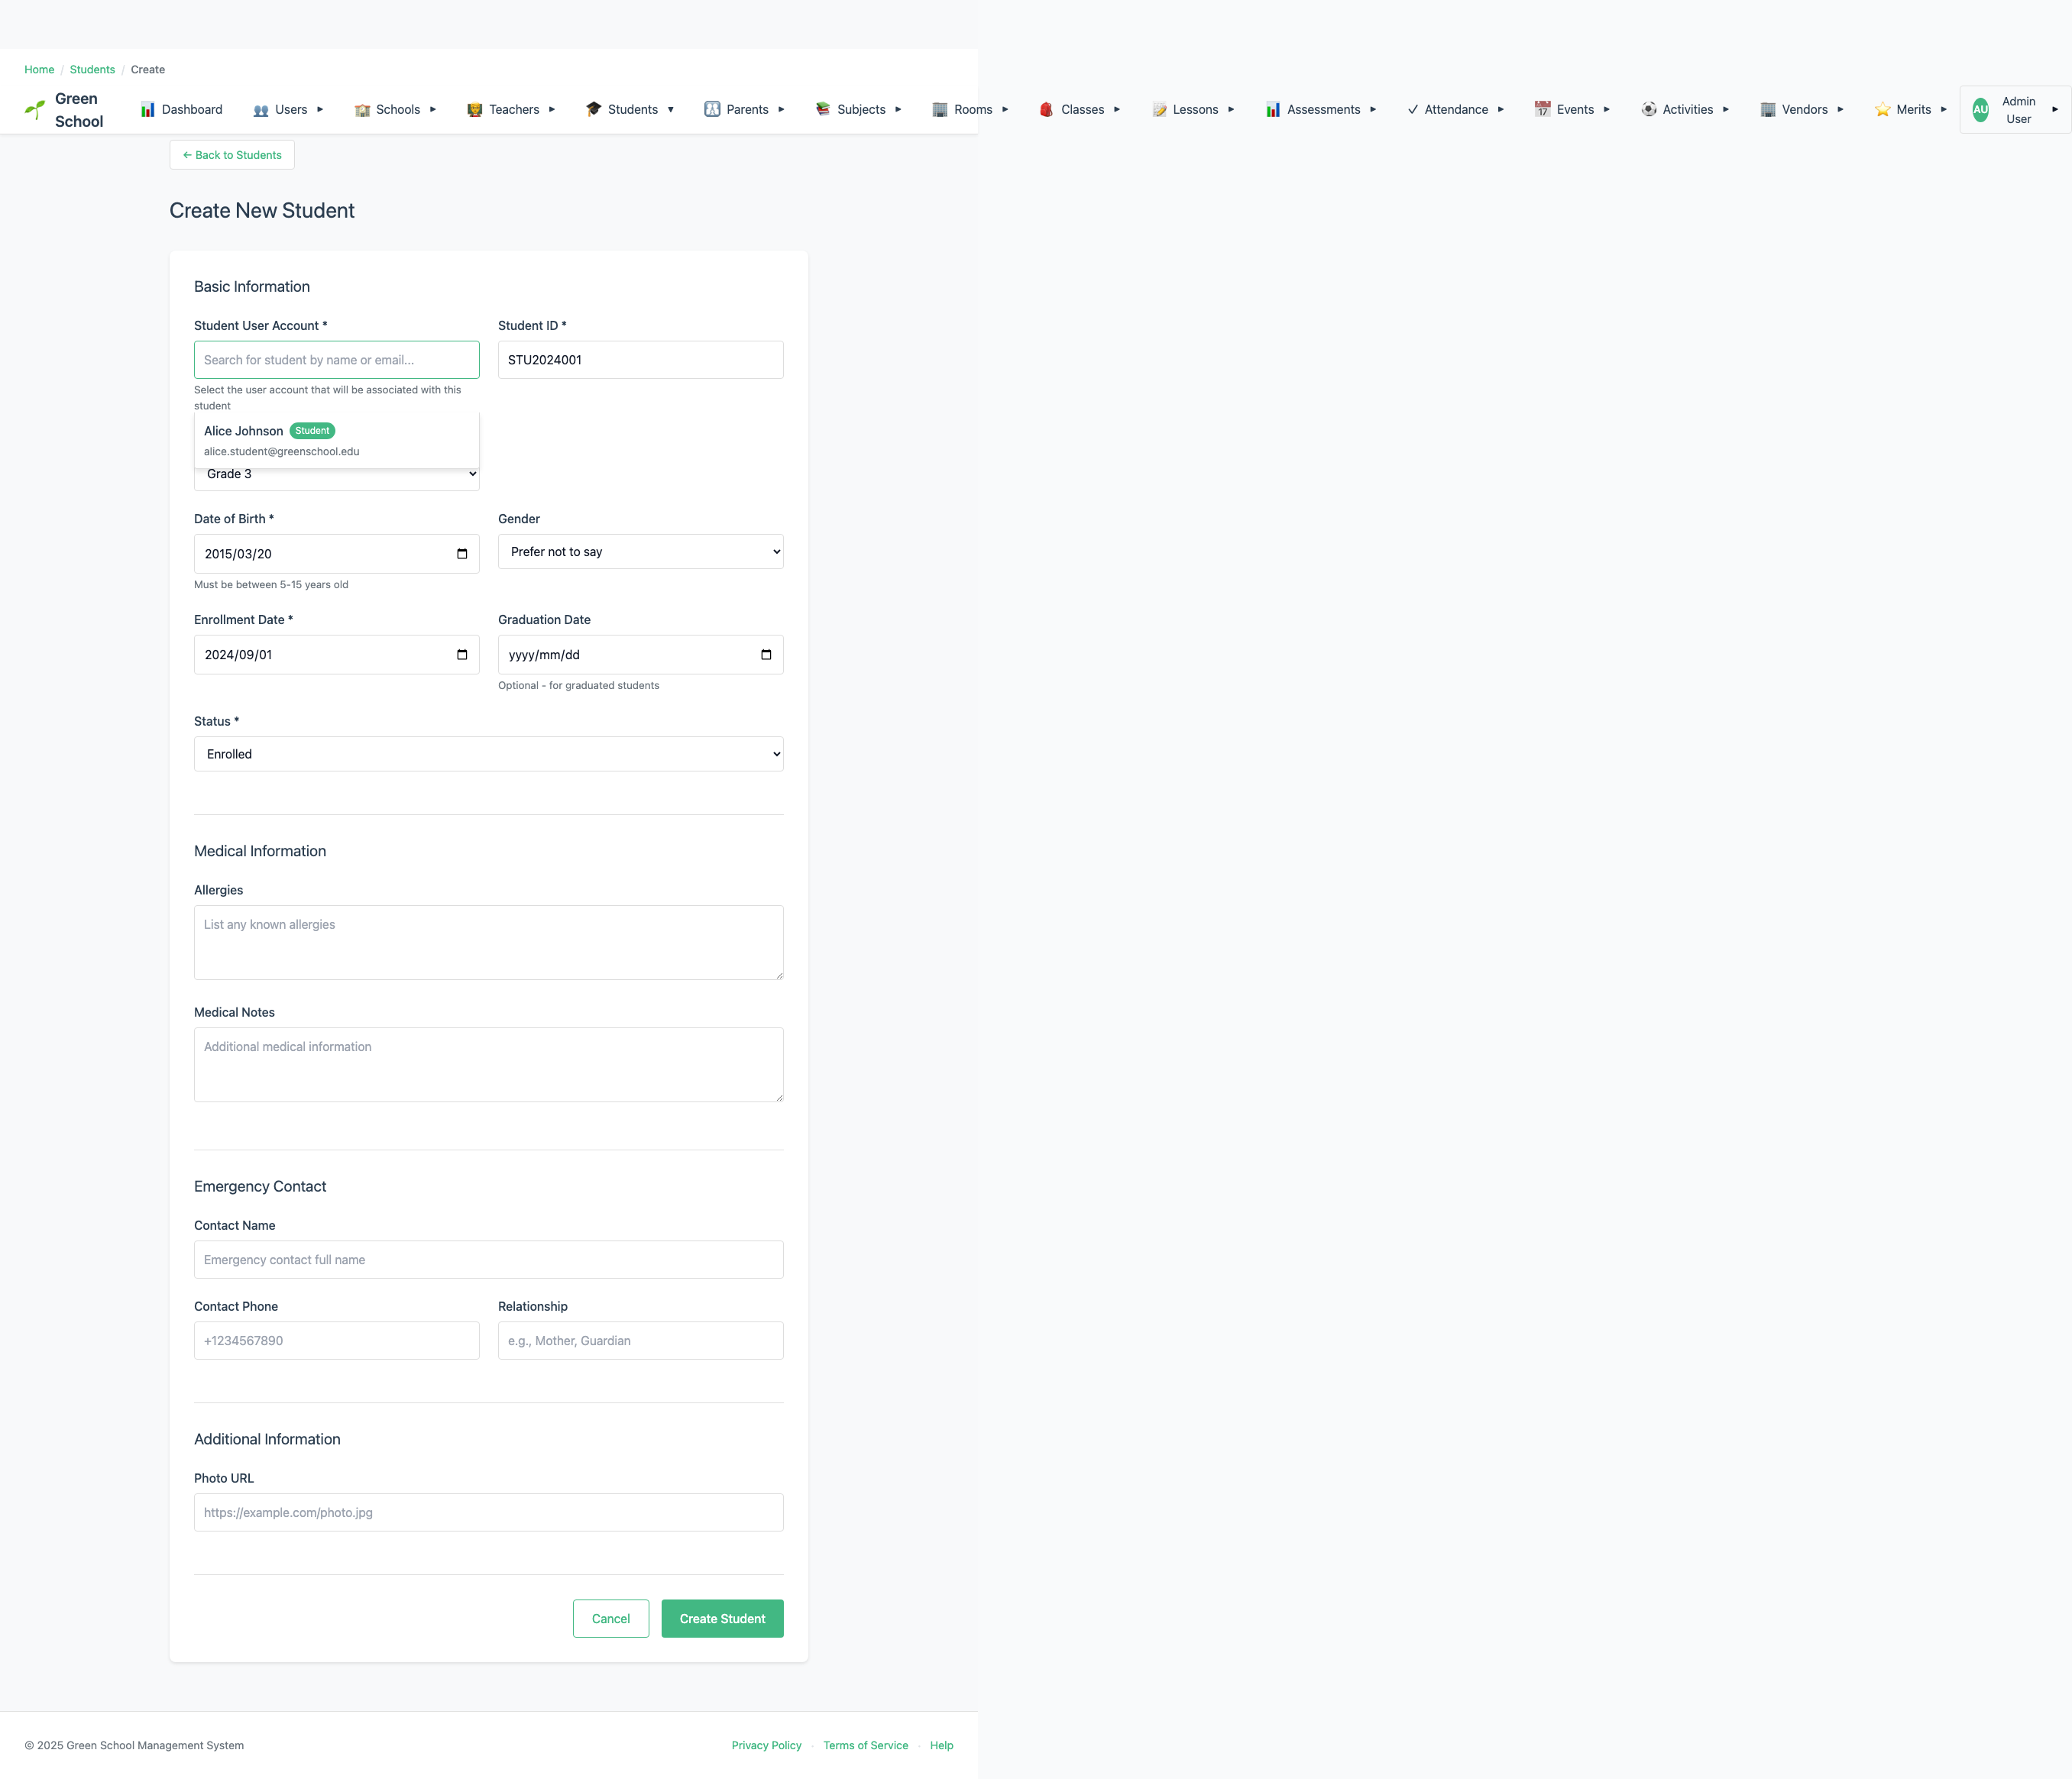 Home / Students / Create
Green School
Dashboard
Users ▸
Schools ▸
Teachers ▸
Students ▾
Parents ▸
Subjects ▸
Rooms ▸
Classes ▸
Lessons ▸
Assessments ▸
✓ Attendance ▸
Events ▸
Activities ▸
Vendors ▸
Merits ▸
AU Admin User ▸
← Back to Students
Create New Student
Basic Information
Student User Account *
Search for student by name or email...
Select the user account that will be associated with this
student
Student ID *
STU2024001
Alice Johnson Student
alice.student@greenschool.edu
Grade 3
Date of Birth *
2015/03/20
Must be between 5-15 years old
Gender
Prefer not to say
Enrollment Date *
2024/09/01
Graduation Date
yyyy/mm/dd
Optional - for graduated students
Status *
Enrolled
Medical Information
Allergies
List any known allergies
Medical Notes
Additional medical information
Emergency Contact
Contact Name
Emergency contact full name
Contact Phone
+1234567890
Relationship
e.g., Mother, Guardian
Additional Information
Photo URL
https://example.com/photo.jpg
Cancel
Create Student
© 2025 Green School Management System
Privacy Policy · Terms of Service · Help